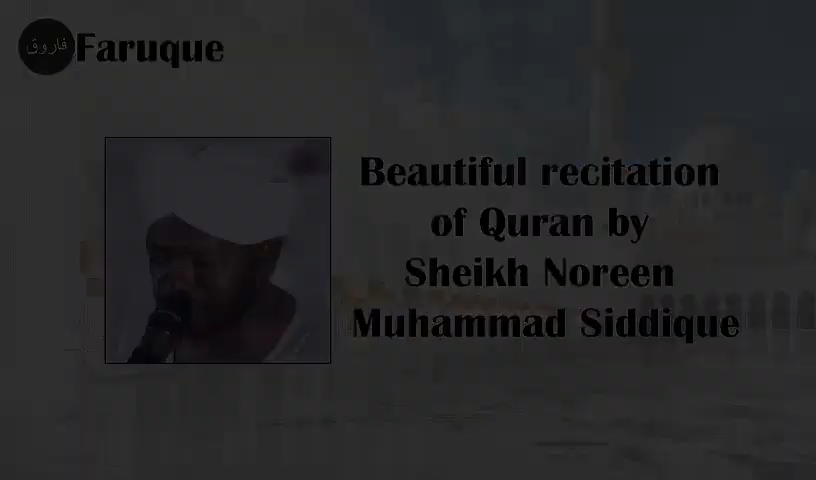 فاروق
Faruque
Beautiful recitation
of Quran by
Sheikh Noreen
Muhammad Siddique